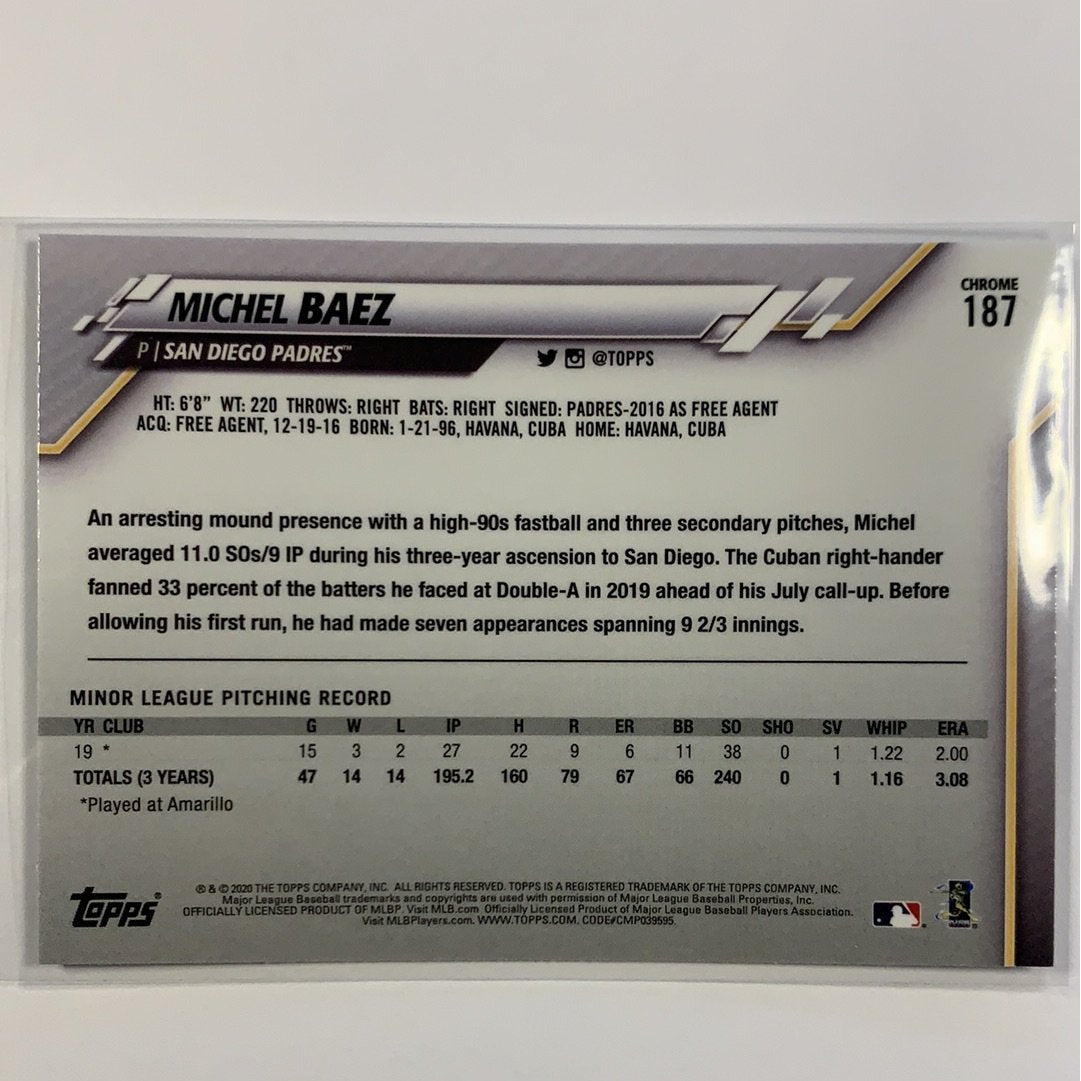 CHROME
187
MICHEL BAEZ
P | SAN DIEGO PADRES™
@TOPPS
HT: 6'8" WT: 220 THROWS: RIGHT BATS: RIGHT SIGNED: PADRES-2016 AS FREE AGENT
ACQ: FREE AGENT, 12-19-16 BORN: 1-21-96, HAVANA, CUBA HOME: HAVANA, CUBA
An arresting mound presence with a high-90s fastball and three secondary pitches, Michel
averaged 11.0 SOs/9 IP during his three-year ascension to San Diego. The Cuban right-hander
fanned 33 percent of the batters he faced at Double-A in 2019 ahead of his July call-up. Before
allowing his first run, he had made seven appearances spanning 9 2/3 innings.
MINOR LEAGUE PITCHING RECORD
YR CLUB G W L IP H R ER BB SO SHO SV WHIP ERA
19 * 15 3 2 27 22 9 6 11 38 0 1 1.22 2.00
TOTALS (3 YEARS) 47 14 14 195.2 160 79 67 66 240 0 1 1.16 3.08
*Played at Amarillo
Topps®
® & © 2020 THE TOPPS COMPANY, INC. ALL RIGHTS RESERVED. TOPPS IS A REGISTERED TRADEMARK OF THE TOPPS COMPANY, INC.
Major League Baseball trademarks and copyrights are used with permission of Major League Baseball Properties, Inc.
OFFICIALLY LICENSED PRODUCT OF MLBP. Visit MLB.com Officially Licensed Product of Major League Baseball Players Association.
Visit MLBPlayers.com. WWW.TOPPS.COM. CODE#CMP039595.